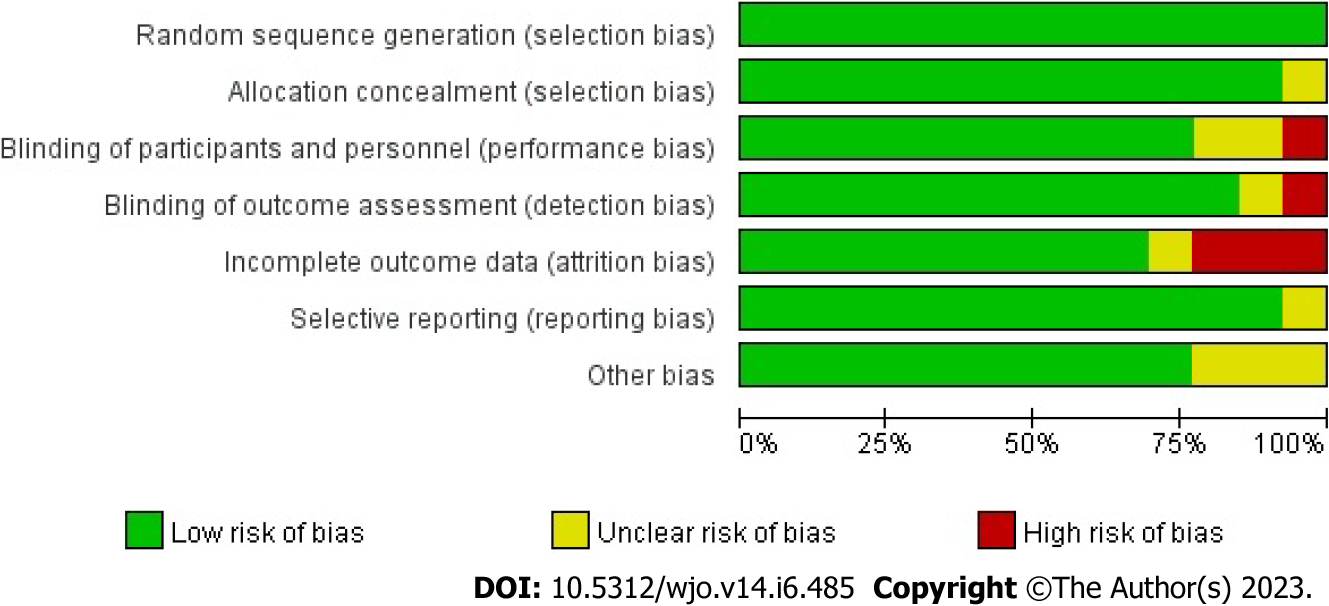 Random sequence generation (selection bias)
Allocation concealment (selection bias)
Blinding of participants and personnel (performance bias)
Blinding of outcome assessment (detection bias)
Incomplete outcome data (attrition bias)
Selective reporting (reporting bias)
Other bias
0% 25% 50% 75% 100%
Low risk of bias Unclear risk of bias High risk of bias
DOI: 10.5312/wjo.v14.i6.485 Copyright ©The Author(s) 2023.